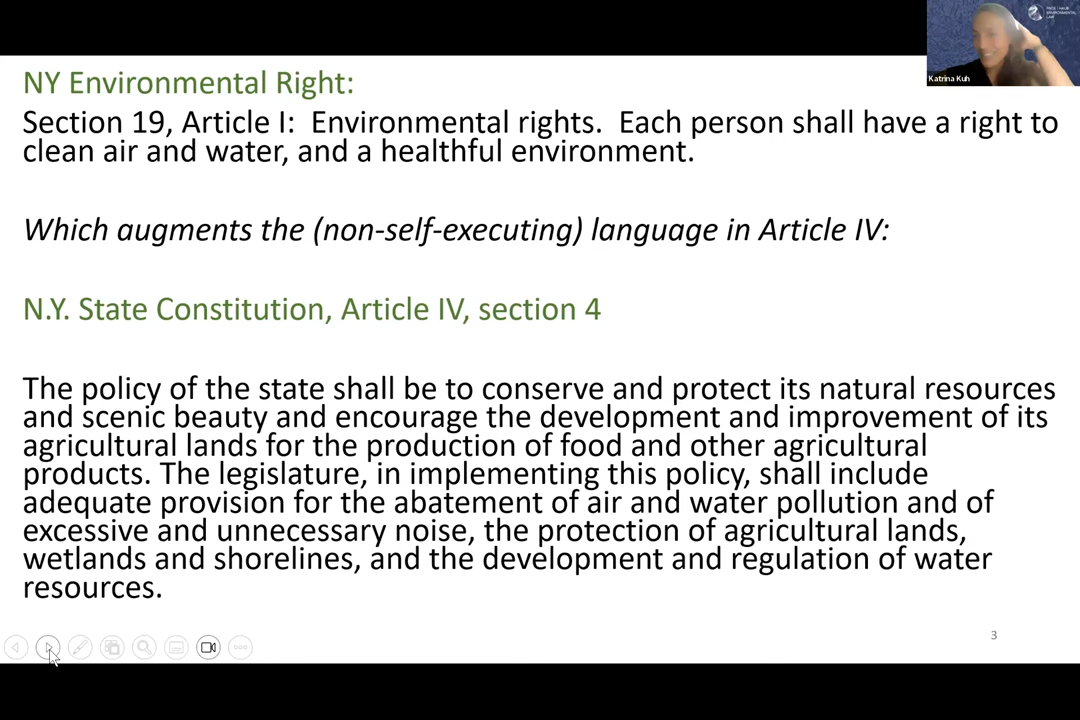 PACE | HAUB
ENVIRONMENTAL
LAW
Katrina Kuh
NY Environmental Right:
Section 19, Article I:  Environmental rights.  Each person shall have a right to
clean air and water, and a healthful environment.
Which augments the (non-self-executing) language in Article IV:
N.Y. State Constitution, Article IV, section 4
The policy of the state shall be to conserve and protect its natural resources
and scenic beauty and encourage the development and improvement of its
agricultural lands for the production of food and other agricultural
products. The legislature, in implementing this policy, shall include
adequate provision for the abatement of air and water pollution and of
excessive and unnecessary noise, the protection of agricultural lands,
wetlands and shorelines, and the development and regulation of water
resources.
3